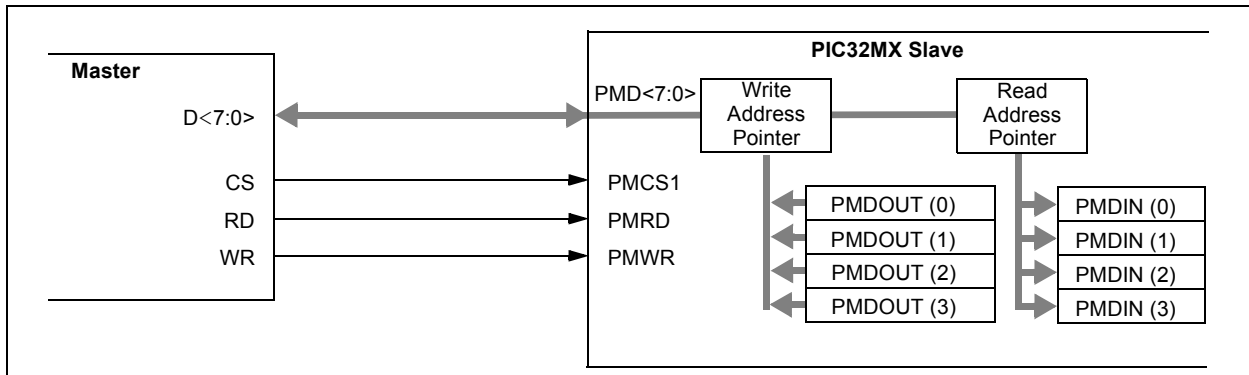 PIC32MX Slave
Master
D<7:0>
PMD<7:0>
Write
Address
Pointer
Read
Address
Pointer
CS
PMCS1
RD
PMRD
WR
PMWR
PMDOUT (0)
PMDOUT (1)
PMDOUT (2)
PMDOUT (3)
PMDIN (0)
PMDIN (1)
PMDIN (2)
PMDIN (3)